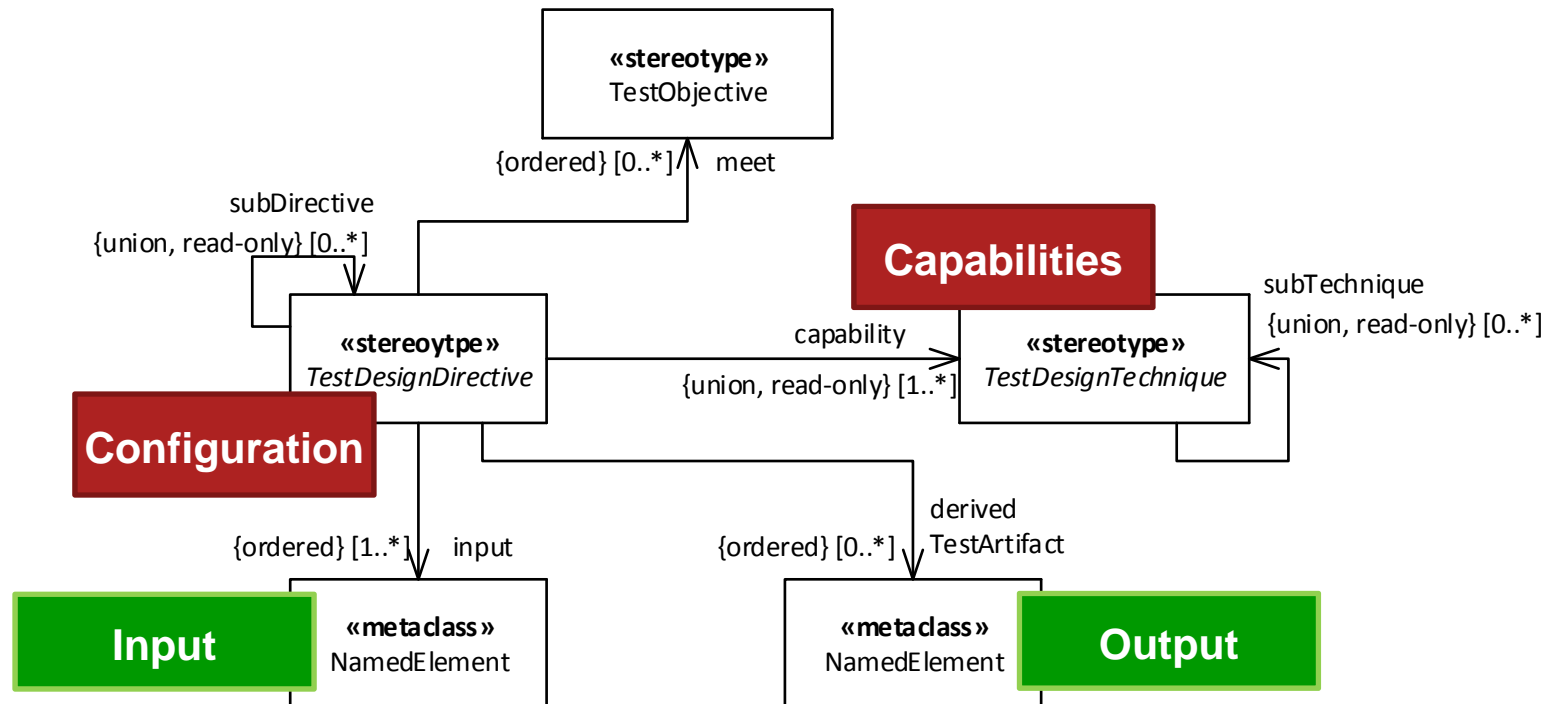 «stereotype»
TestObjective
{ordered} [0..*]
meet
subDirective
{union, read-only} [0..*]
Capabilities
subTechnique
{union, read-only} [0..*]
«stereoytpe»
TestDesignDirective
capability
{union, read-only} [1..*]
«stereotype»
TestDesignTechnique
Configuration
{ordered} [1..*]
input
{ordered} [0..*]
derived
TestArtifact
Input
«metaclass»
NamedElement
«metaclass»
NamedElement
Output